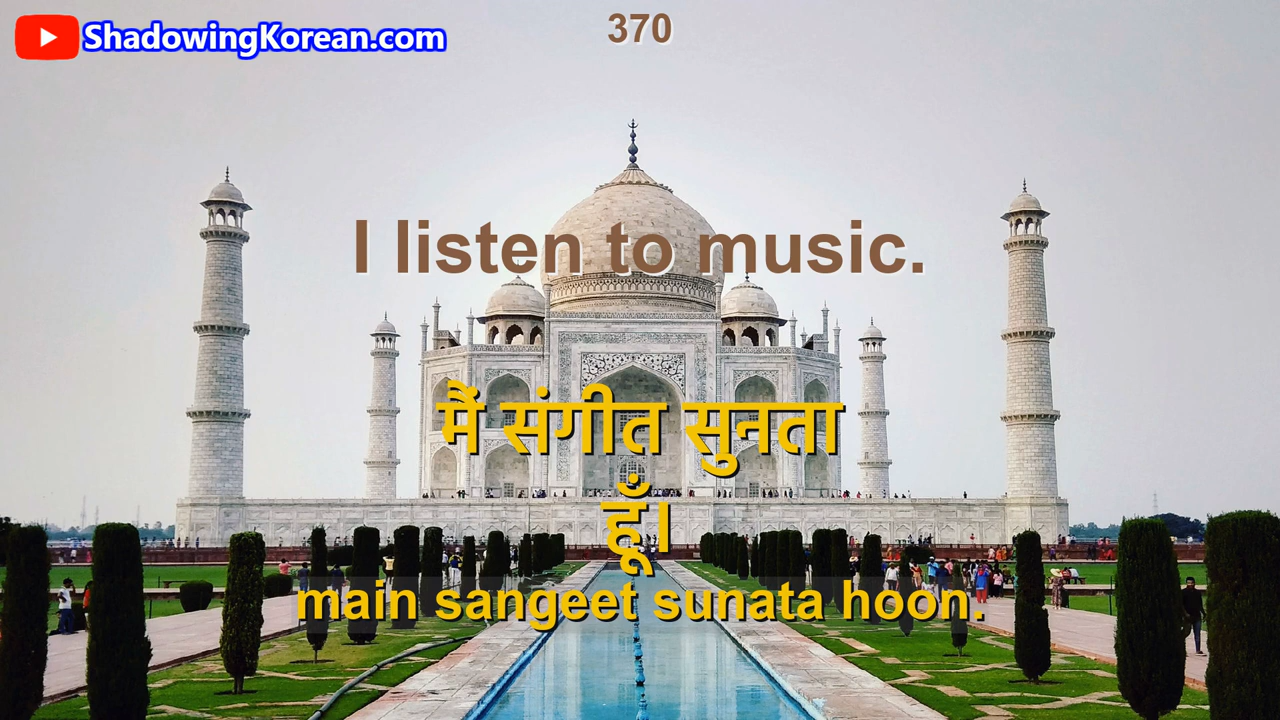 ShadowingKorean.com
370
I listen to music.
मैं संगीत सुनता
हूँ।
main sangeet sunata hoon.